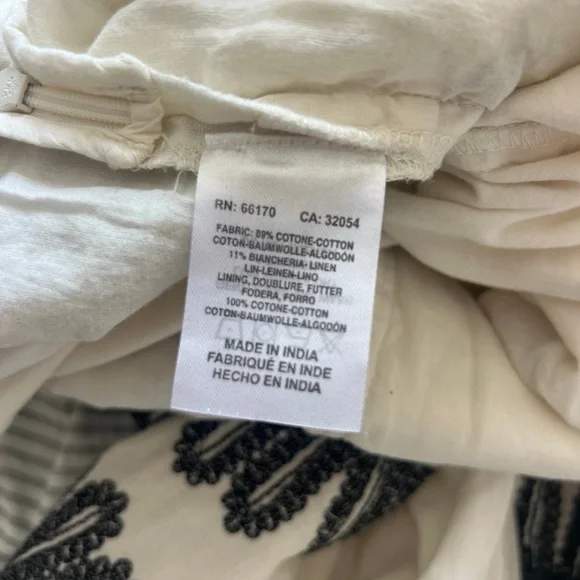 RN: 66170 CA: 32054
FABRIC: 89% COTONE-COTTON
COTON-BAUMWOLLE-ALGODÓN
11% BIANCHERIA- LINEN
LIN-LEINEN-LINO
LINING, DOUBLURE, FUTTER
FODERA, FORRO
100% COTONE-COTTON
COTON-BAUMWOLLE-ALGODÓN
MADE IN INDIA
FABRIQUÉ EN INDE
HECHO EN INDIA